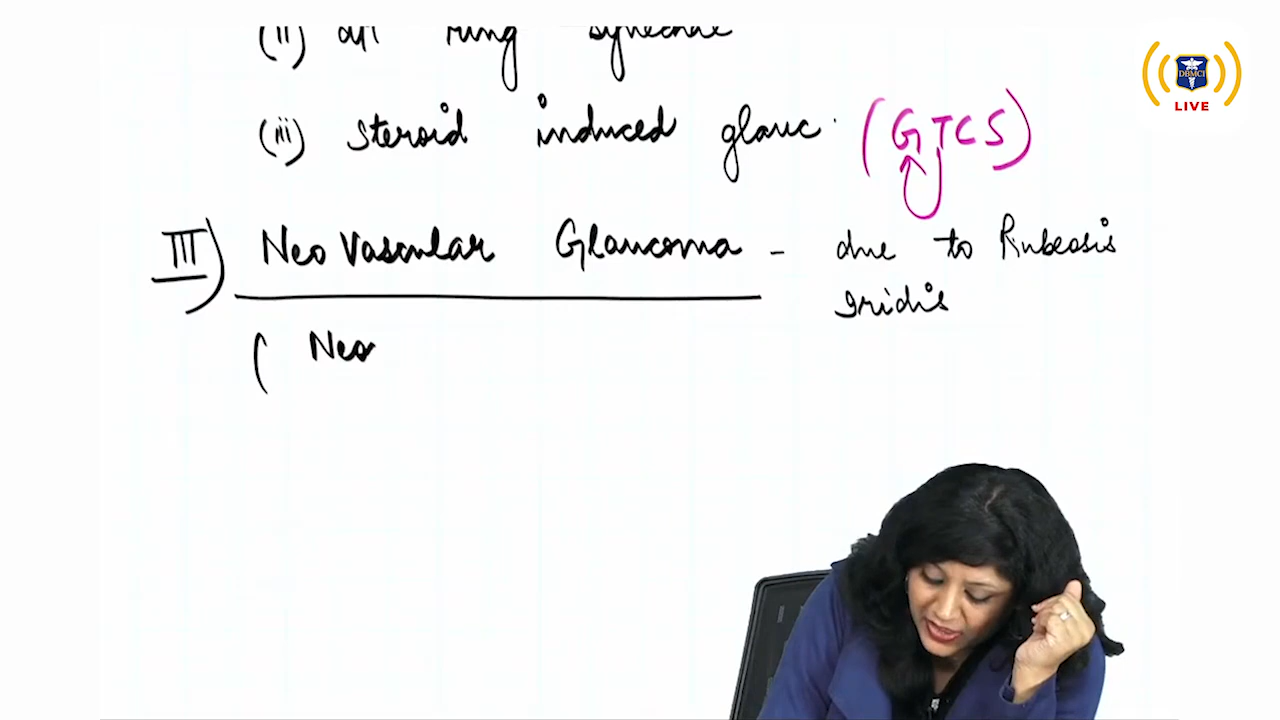 (ii) d/t ring synechiae
(iii) Steroid induced glauc. (GTCS)
III) Neo Vascular Glaucoma - due to Rubeosis
Iridis
( Neo
DBMCI
LIVE